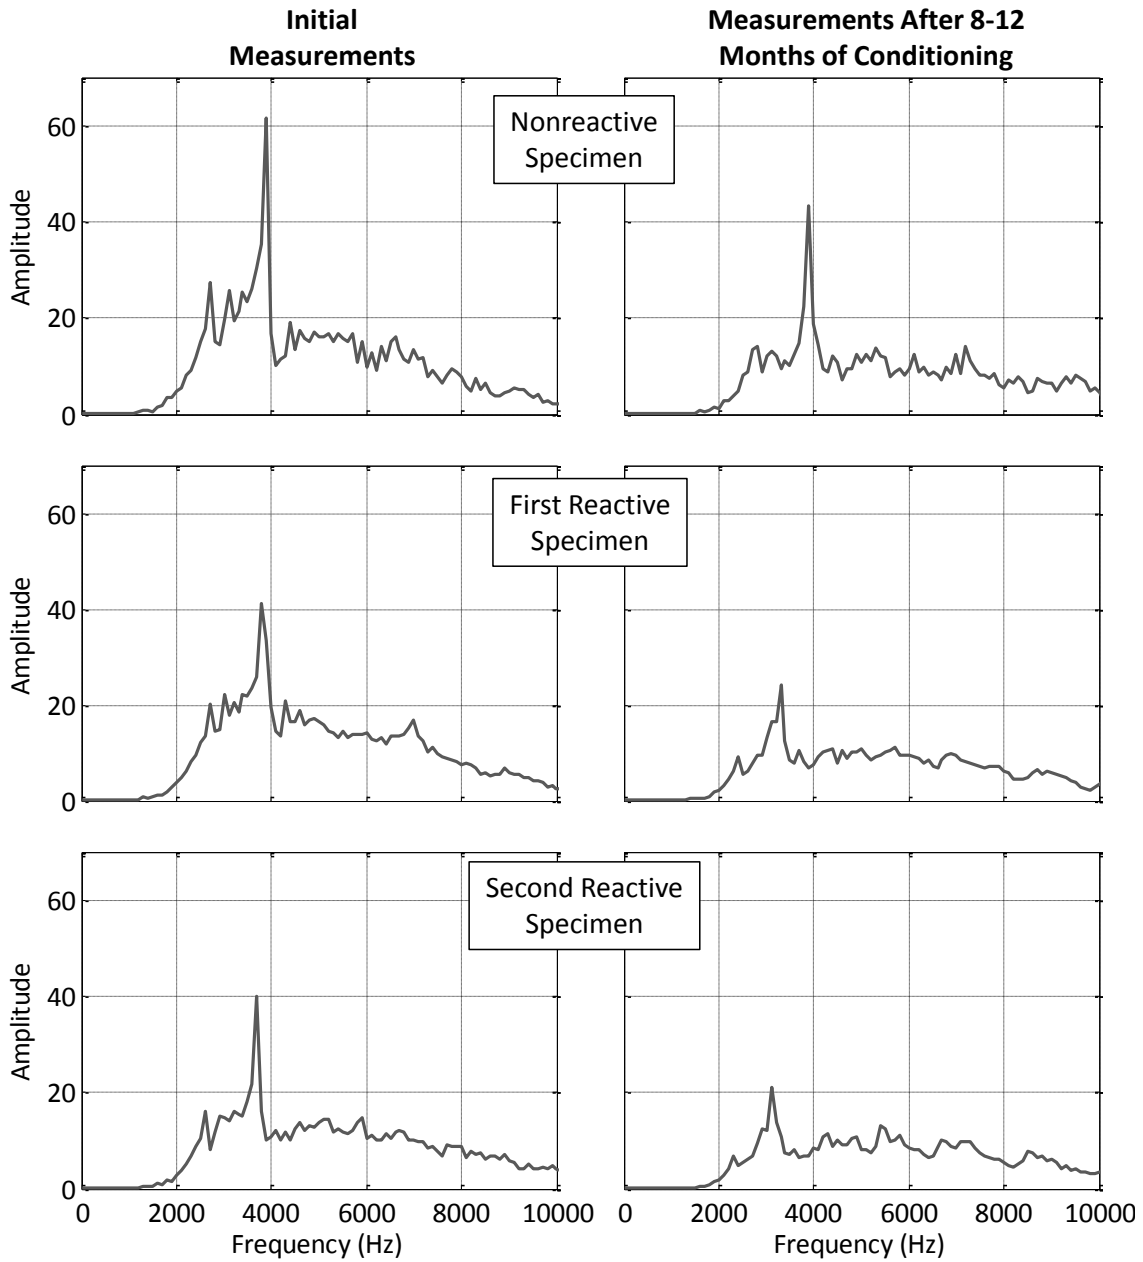 Initial
Measurements
Measurements After 8-12
Months of Conditioning
Nonreactive
Specimen
Amplitude
60
40
20
0
First Reactive
Specimen
Amplitude
60
40
20
0
Second Reactive
Specimen
Amplitude
60
40
20
0
0 2000 4000 6000 8000 10000
Frequency (Hz)
0 2000 4000 6000 8000 10000
Frequency (Hz)